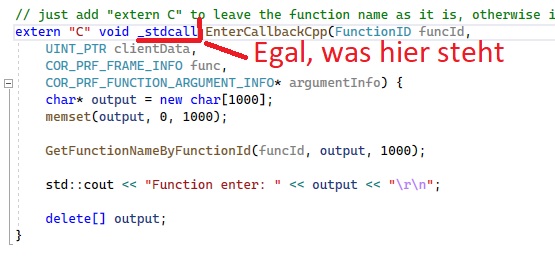 // just add "extern C" to leave the function name as it is, otherwise i
extern "C" void _stdcall EnterCallbackCpp(FunctionID funcId,
UINT_PTR clientData,
COR_PRF_FRAME_INFO func,
COR_PRF_FUNCTION_ARGUMENT_INFO* argumentInfo) {
Egal, was hier steht
char* output = new char[1000];
memset(output, 0, 1000);
GetFunctionNameByFunctionId(funcId, output, 1000);
std::cout << "Function enter: " << output << "\r\n";
delete[] output;
}